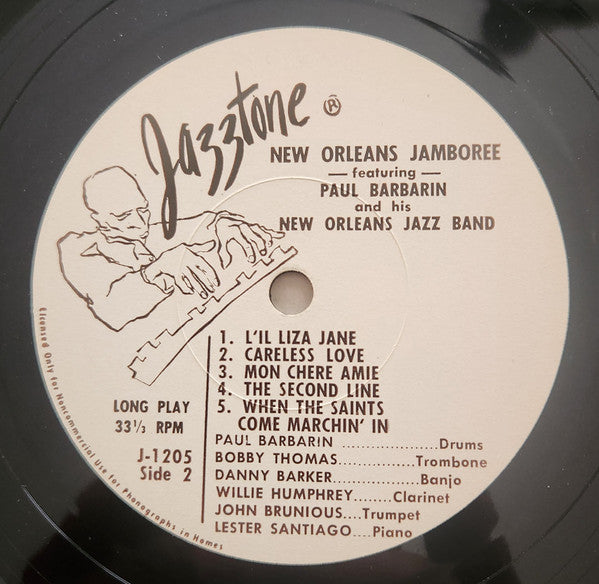 Jazztone ®
NEW ORLEANS JAMBOREE
— featuring —
PAUL BARBARIN
and his
NEW ORLEANS JAZZ BAND
1. L'IL LIZA JANE
2. CARELESS LOVE
3. MON CHERE AMIE
4. THE SECOND LINE
5. WHEN THE SAINTS
COME MARCHIN' IN
LONG PLAY
33 1/3 RPM
J-1205
Side 2
PAUL BARBARIN ......................Drums
BOBBY THOMAS............Trombone
DANNY BARKER..............Banjo
WILLIE HUMPHREY......Clarinet
JOHN BRUNIOUS....Trumpet
LESTER SANTIAGO....Piano
Licensed Only for Noncommercial Use for Phonographs in Homes